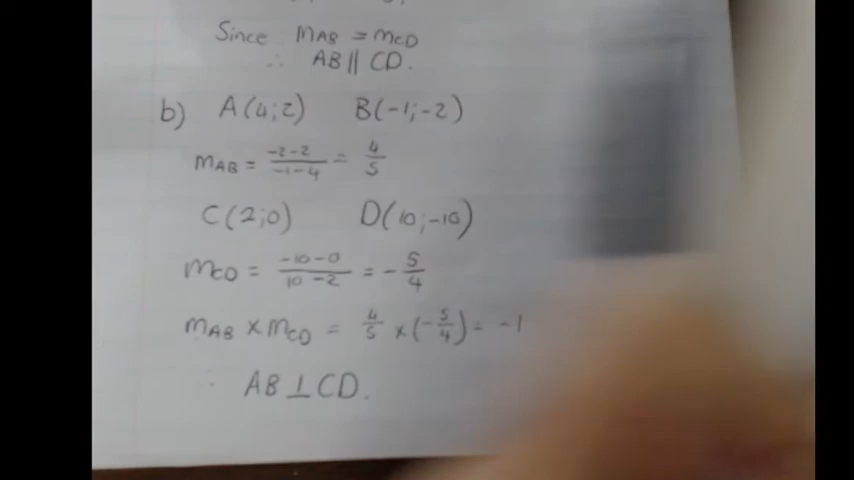 Since mAB = mCD
∴ AB || CD.
b) A(4;2) B(-1;-2)
mAB = -2-2/-1-4 = 4/5
C(2;0) D(10;-10)
mCD = -10-0/10-2 = -5/4
mAB × mCD = 4/5 × (-5/4) = -1
∴ AB ⊥ CD.